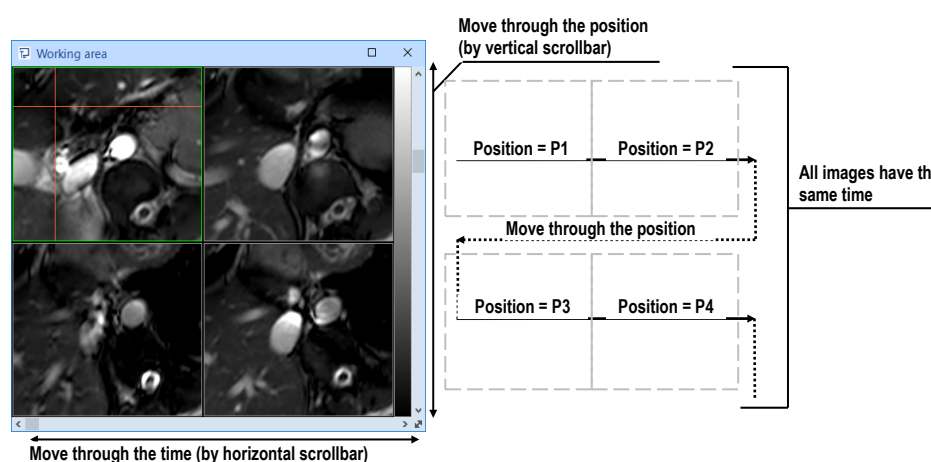 Move through the position
(by vertical scrollbar)
Working area
Position = P1
Position = P2
All images have th
same time
Move through the position
Position = P3
Position = P4
Move through the time (by horizontal scrollbar)